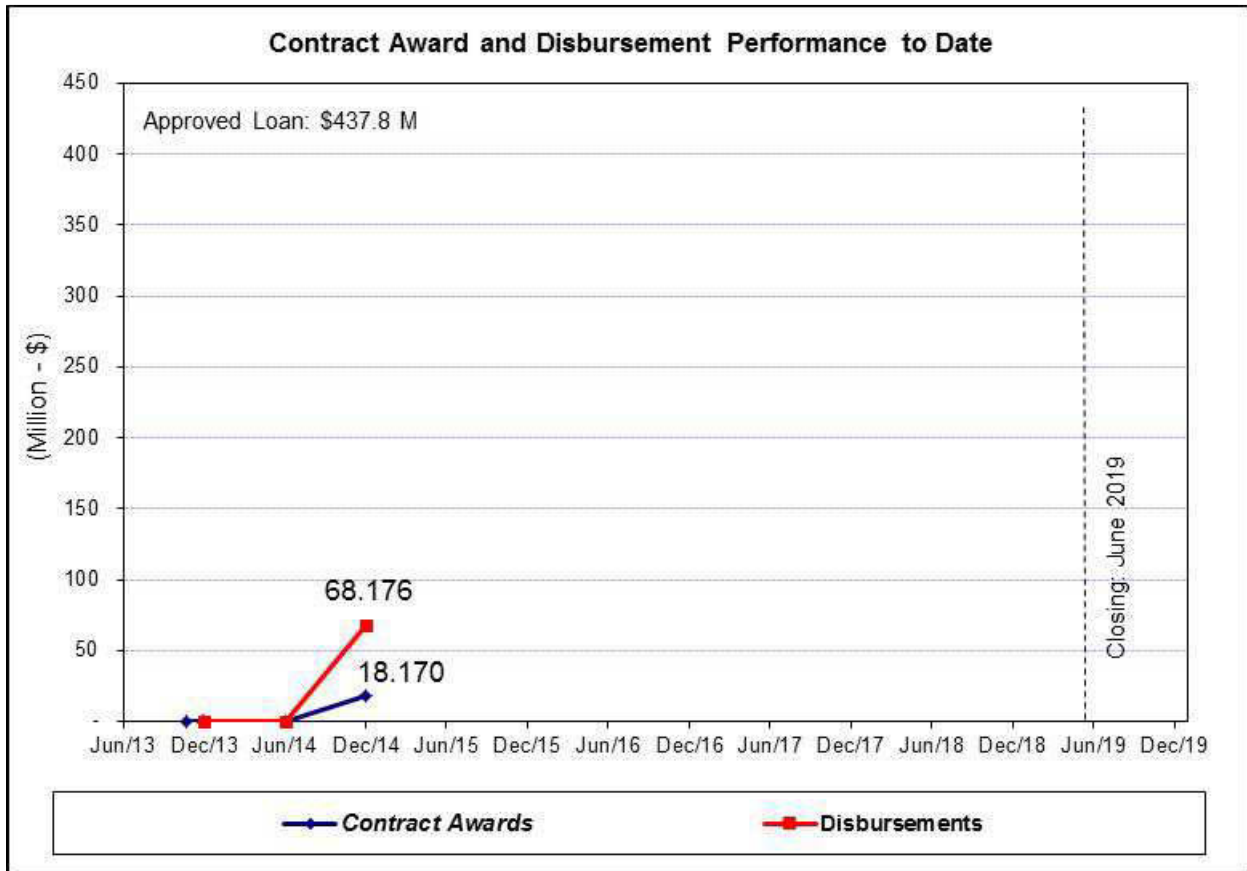 Contract Award and Disbursement Performance to Date
Approved Loan: $437.8 M
450
400
350
300
250
200
150
100
50
-
(Million - $)
68.176
18.170
Closing: June 2019
Jun/13 Dec/13 Jun/14 Dec/14 Jun/15 Dec/15 Jun/16 Dec/16 Jun/17 Dec/17 Jun/18 Dec/18 Jun/19 Dec/19
Contract Awards Disbursements